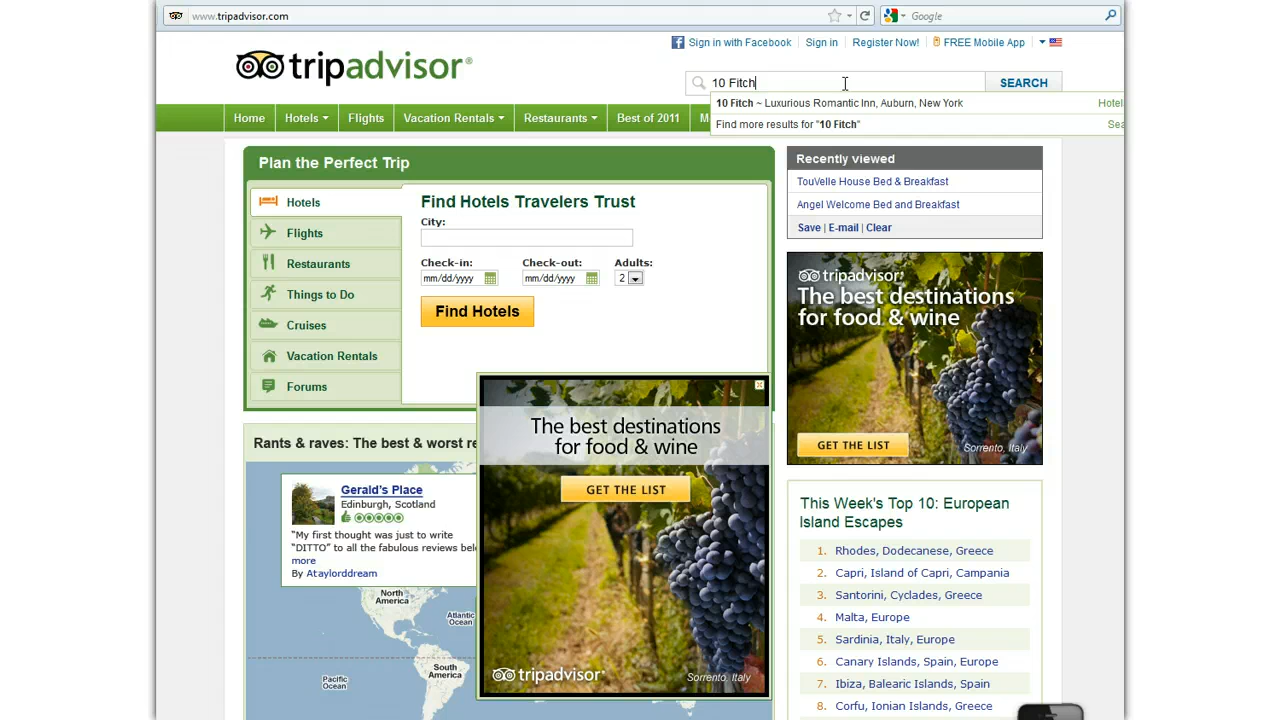 www.tripadvisor.com
Google
Sign in with Facebook
Sign in
Register Now!
FREE Mobile App
tripadvisor®
10 Fitch
SEARCH
10 Fitch ~ Luxurious Romantic Inn, Auburn, New York
Find more results for "10 Fitch"
Home
Hotels
Flights
Vacation Rentals
Restaurants
Best of 2011
Plan the Perfect Trip
Hotels
Flights
Restaurants
Things to Do
Cruises
Vacation Rentals
Forums
Find Hotels Travelers Trust
City:
Check-in:
Check-out:
Adults:
mm/dd/yyyy
mm/dd/yyyy
2
Find Hotels
Recently viewed
TouVelle House Bed & Breakfast
Angel Welcome Bed and Breakfast
Save | E-mail | Clear
tripadvisor®
The best destinations
for food & wine
GET THE LIST
Sorrento, Italy
The best destinations
for food & wine
GET THE LIST
tripadvisor®
Sorrento, Italy
Rants & raves: The best & worst
Gerald's Place
Edinburgh, Scotland
"My first thought was just to write
"DITTO" to all the fabulous reviews
more
By Ataylorddream
North
America
Atlantic
Ocean
South
America
Pacific
Ocean
This Week's Top 10: European
Island Escapes
1. Rhodes, Dodecanese, Greece
2. Capri, Island of Capri, Campania
3. Santorini, Cyclades, Greece
4. Malta, Europe
5. Sardinia, Italy, Europe
6. Canary Islands, Spain, Europe
7. Ibiza, Balearic Islands, Spain
8. Corfu, Ionian Islands, Greece